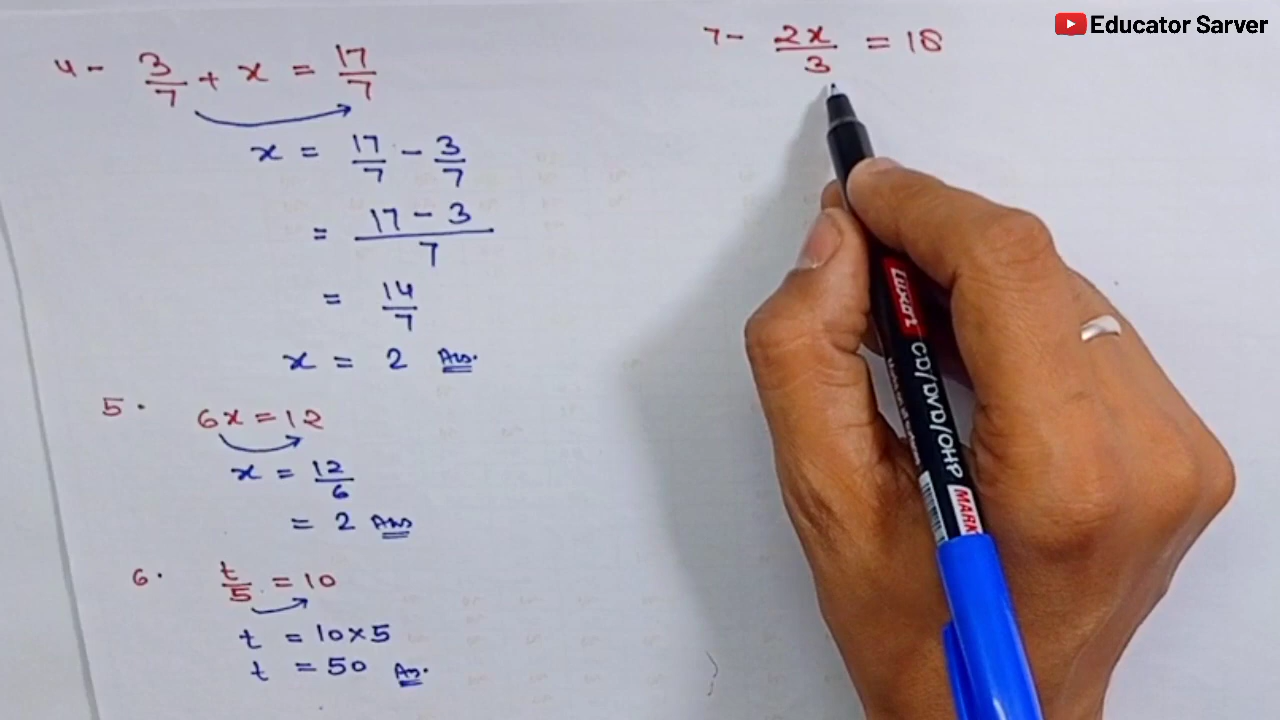 Educator Sarver
4 - 3/7 + x = 17/7
x = 17/7 - 3/7
= 17 - 3 / 7
= 14/7
x = 2 Ans.
5. 6x = 12
x = 12/6
= 2 Ans
6. t/5 = 10
t = 10 x 5
t = 50 Ans.
7 - 2x/3 = 18
Luxor CD/DVD/OHP MARK